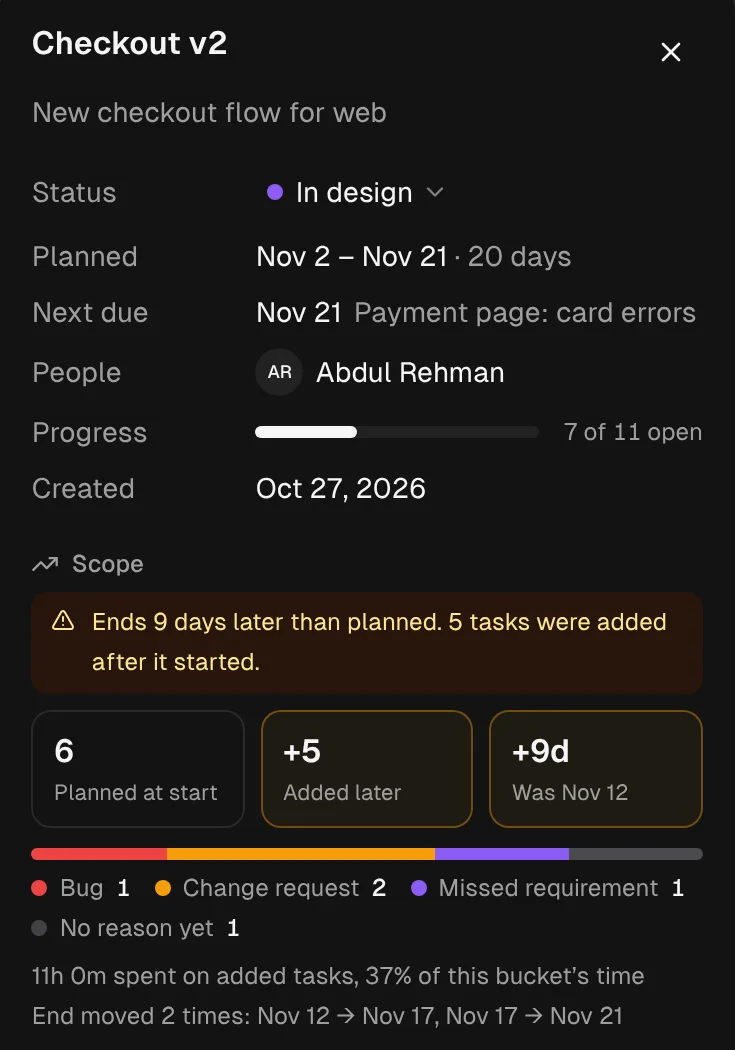 Checkout v2
New checkout flow for web
Status In design
Planned Nov 2 – Nov 21 · 20 days
Next due Nov 21 Payment page: card errors
People AR Abdul Rehman
Progress 7 of 11 open
Created Oct 27, 2026
Scope
Ends 9 days later than planned. 5 tasks were added
after it started.
6 +5 +9d
Planned at start Added later Was Nov 12
Bug 1 Change request 2 Missed requirement 1
No reason yet 1
11h 0m spent on added tasks, 37% of this bucket’s time
End moved 2 times: Nov 12 → Nov 17, Nov 17 → Nov 21